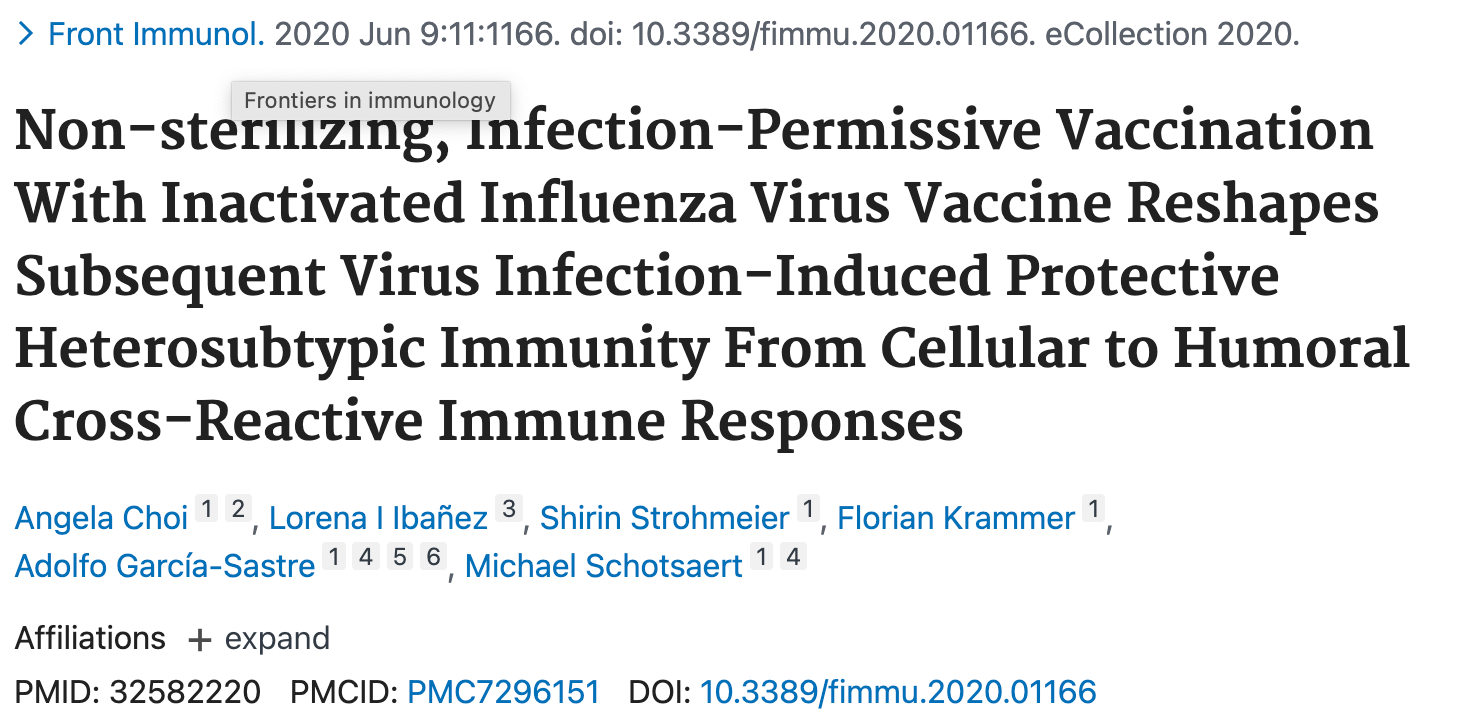 > Front Immunol. 2020 Jun 9:11:1166. doi: 10.3389/fimmu.2020.01166. eCollection 2020.
Frontiers in immunology
Non-sterilizing, Infection-Permissive Vaccination
With Inactivated Influenza Virus Vaccine Reshapes
Subsequent Virus Infection-Induced Protective
Heterosubtypic Immunity From Cellular to Humoral
Cross-Reactive Immune Responses
Angela Choi 1 2, Lorena I Ibañez 3, Shirin Strohmeier 1, Florian Krammer 1,
Adolfo García-Sastre 1 4 5 6, Michael Schotsaert 1 4
Affiliations + expand
PMID: 32582220 PMCID: PMC7296151 DOI: 10.3389/fimmu.2020.01166